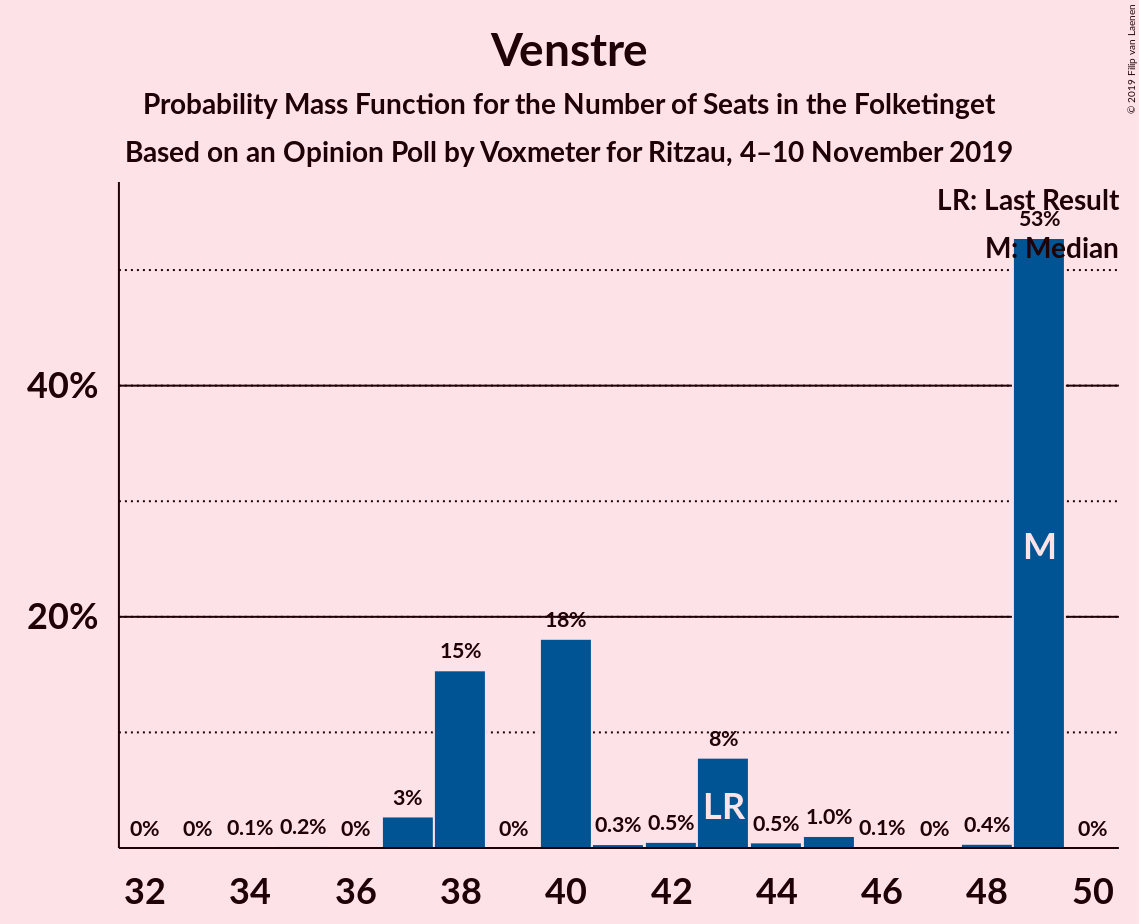 Venstre
Probability Mass Function for the Number of Seats in the Folketinget
Based on an Opinion Poll by Voxmeter for Ritzau, 4–10 November 2019
© 2019 Filip van Laenen
LR: Last Result
M: Median
53%
40%
20%
0% 0% 0.1% 0.2% 0% 3% 15% 0% 18% 0.3% 0.5% 8% 0.5% 1.0% 0.1% 0% 0.4% 0%
LR
M
32 34 36 38 40 42 44 46 48 50